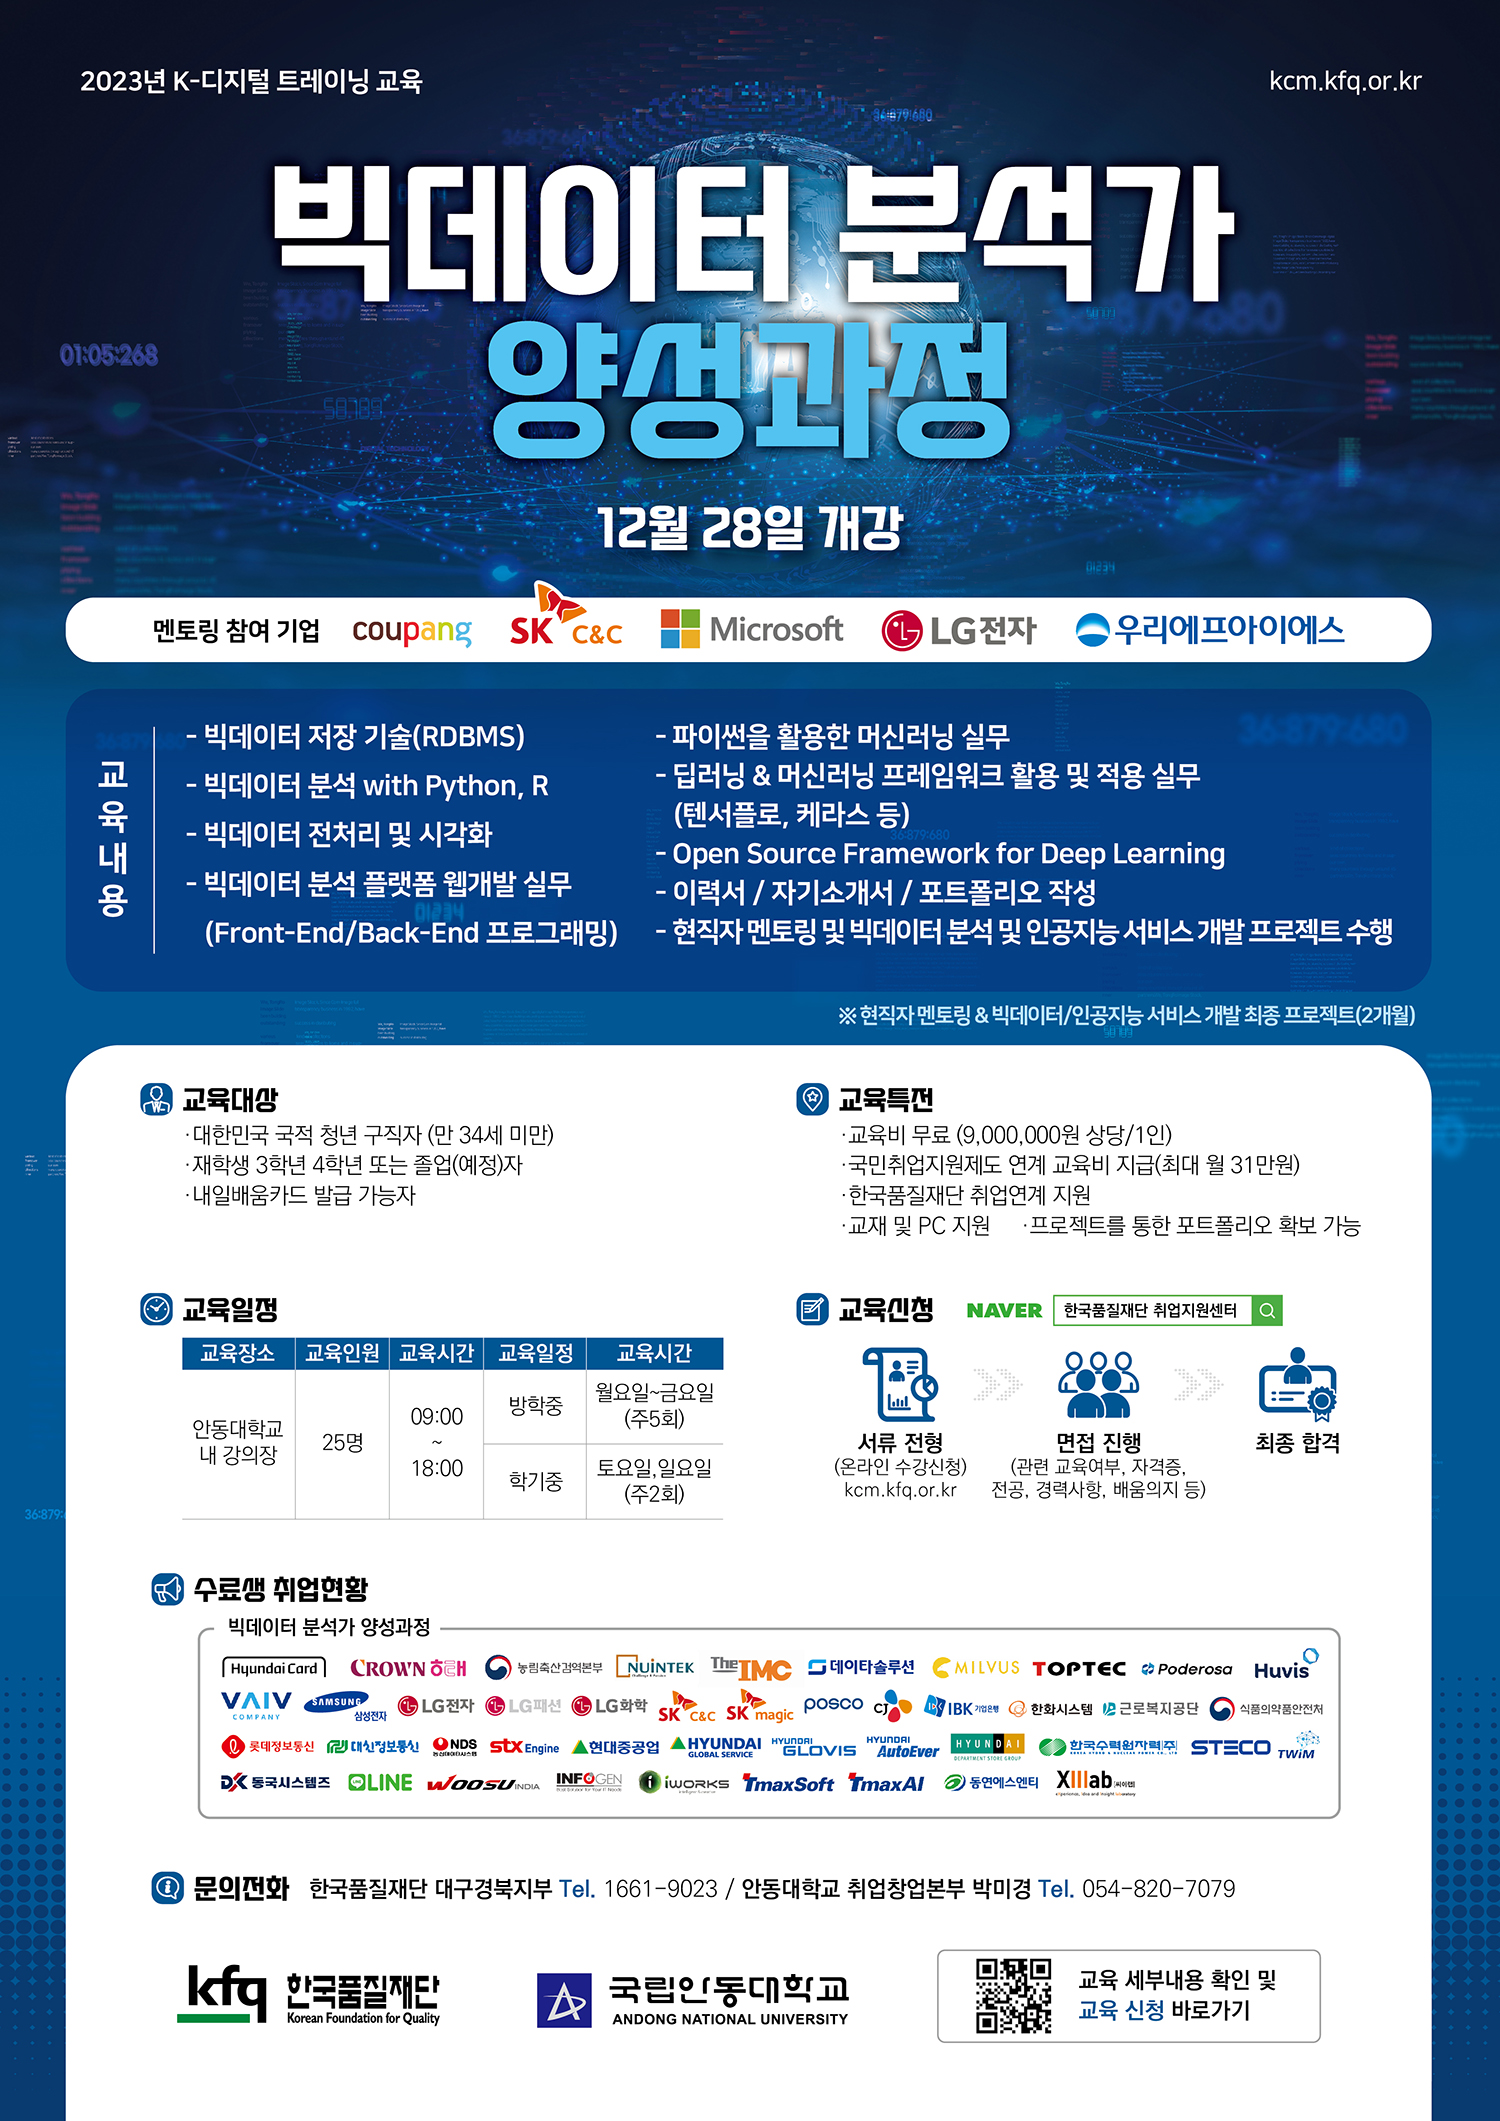 2023년 K-디지털 트레이닝 교육
kcm.kfq.or.kr
빅데이터 분석가
양성과정
12월 28일 개강
멘토링 참여 기업 coupang SK C&C Microsoft LG전자 우리에프아이에스
교육내용
- 빅데이터 저장 기술(RDBMS)
- 빅데이터 분석 with Python, R
- 빅데이터 전처리 및 시각화
- 빅데이터 분석 플랫폼 웹개발 실무
(Front-End/Back-End 프로그래밍)
- 파이썬을 활용한 머신러닝 실무
- 딥러닝 & 머신러닝 프레임워크 활용 및 적용 실무
(텐서플로, 케라스 등)
- Open Source Framework for Deep Learning
- 이력서 / 자기소개서 / 포트폴리오 작성
- 현직자 멘토링 및 빅데이터 분석 및 인공지능 서비스 개발 프로젝트 수행
※ 현직자 멘토링 & 빅데이터/인공지능 서비스 개발 최종 프로젝트(2개월)
교육대상
·대한민국 국적 청년 구직자 (만 34세 미만)
·재학생 3학년 4학년 또는 졸업(예정)자
·내일배움카드 발급 가능자
교육특전
·교육비 무료 (9,000,000원 상당/1인)
·국민취업지원제도 연계 교육비 지급(최대 월 31만원)
·한국품질재단 취업연계 지원
·교재 및 PC 지원 ·프로젝트를 통한 포트폴리오 확보 가능
교육일정
교육장소 교육인원 교육시간 교육일정 교육시간
안동대학교
내 강의장
25명
09:00
~
18:00
방학중
월요일~금요일
(주5회)
학기중
토요일,일요일
(주2회)
교육신청
NAVER 한국품질재단 취업지원센터
서류 전형
(온라인 수강신청)
kcm.kfq.or.kr
면접 진행
(관련 교육여부, 자격증,
전공, 경력사항, 배움의지 등)
최종 합격
수료생 취업현황
빅데이터 분석가 양성과정
Hyundai Card CROWN 해태 농림축산검역본부 NUINTEK The IMC 데이타솔루션 MILVUS TOPTEC Poderosa Huvis
VAIV COMPANY SAMSUNG 삼성전자 LG전자 LG패션 LG화학 SK C&C SK magic posco CJ IBK 기업은행 한화시스템 근로복지공단 식품의약품안전처
롯데정보통신 대신정보통신 NDS 농심데이타시스템 stx Engine 현대중공업 HYUNDAI GLOBAL SERVICE HYUNDAI GLOVIS HYUNDAI AutoEver HYUNDAI DEPARTMENT STORE GROUP 한국수력원자력(주) STECO TWiM
DK 동국시스템즈 LINE WOOSU INDIA INFOGEN iWORKS TmaxSoft TmaxAI 동연에스엔티 XIIIab
문의전화 한국품질재단 대구경북지부 Tel. 1661-9023 / 안동대학교 취업창업본부 박미경 Tel. 054-820-7079
kfq 한국품질재단
Korean Foundation for Quality
국립안동대학교
ANDONG NATIONAL UNIVERSITY
교육 세부내용 확인 및
교육 신청 바로가기